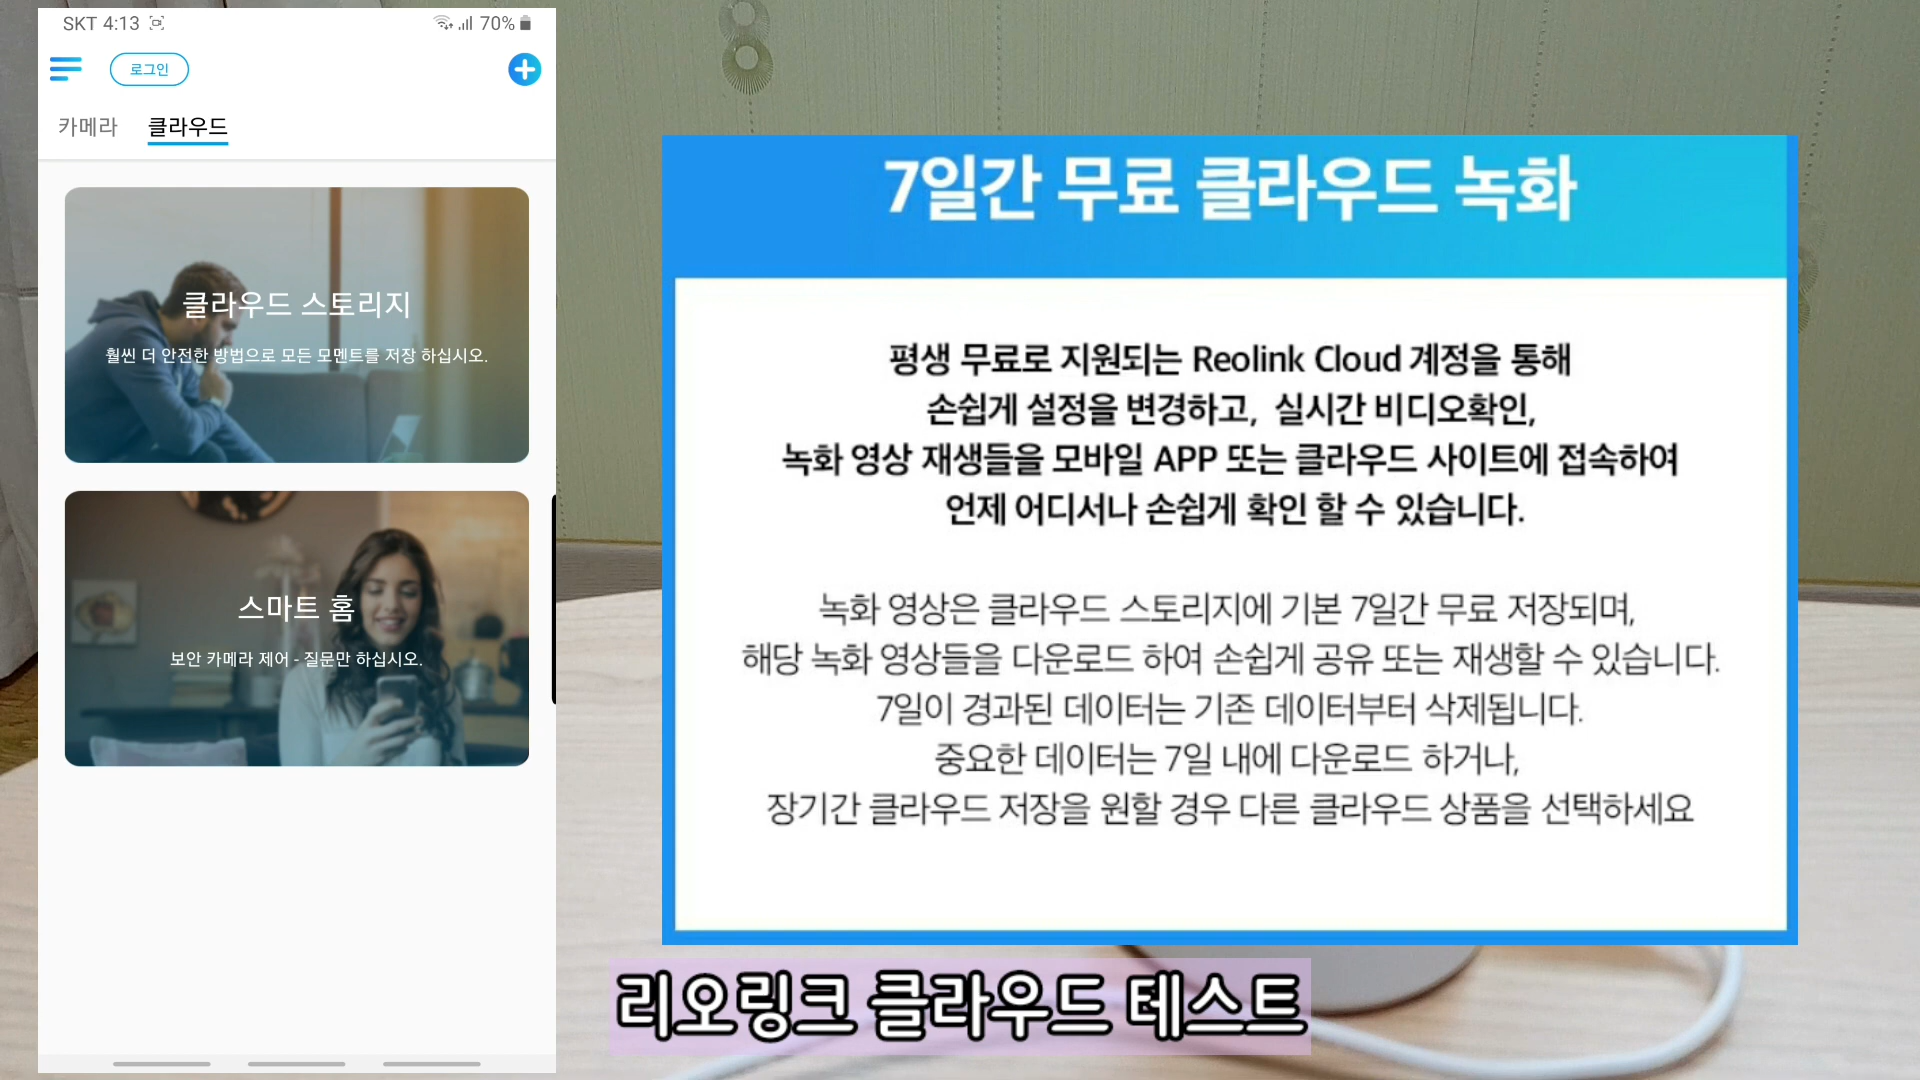 SKT 4:13
70%
로그인
카메라 클라우드
클라우드 스토리지
훨씬 더 안전한 방법으로 모든 모멘트를 저장 하십시오.
스마트 홈
보안 카메라 제어 - 질문만 하십시오.
7일간 무료 클라우드 녹화
평생 무료로 지원되는 Reolink Cloud 계정을 통해
손쉽게 설정을 변경하고, 실시간 비디오확인,
녹화 영상 재생들을 모바일 APP 또는 클라우드 사이트에 접속하여
언제 어디서나 손쉽게 확인 할 수 있습니다.
녹화 영상은 클라우드 스토리지에 기본 7일간 무료 저장되며,
해당 녹화 영상들을 다운로드 하여 손쉽게 공유 또는 재생할 수 있습니다.
7일이 경과된 데이터는 기존 데이터부터 삭제됩니다.
중요한 데이터는 7일 내에 다운로드 하거나,
장기간 클라우드 저장을 원할 경우 다른 클라우드 상품을 선택하세요
리오링크 클라우드 테스트